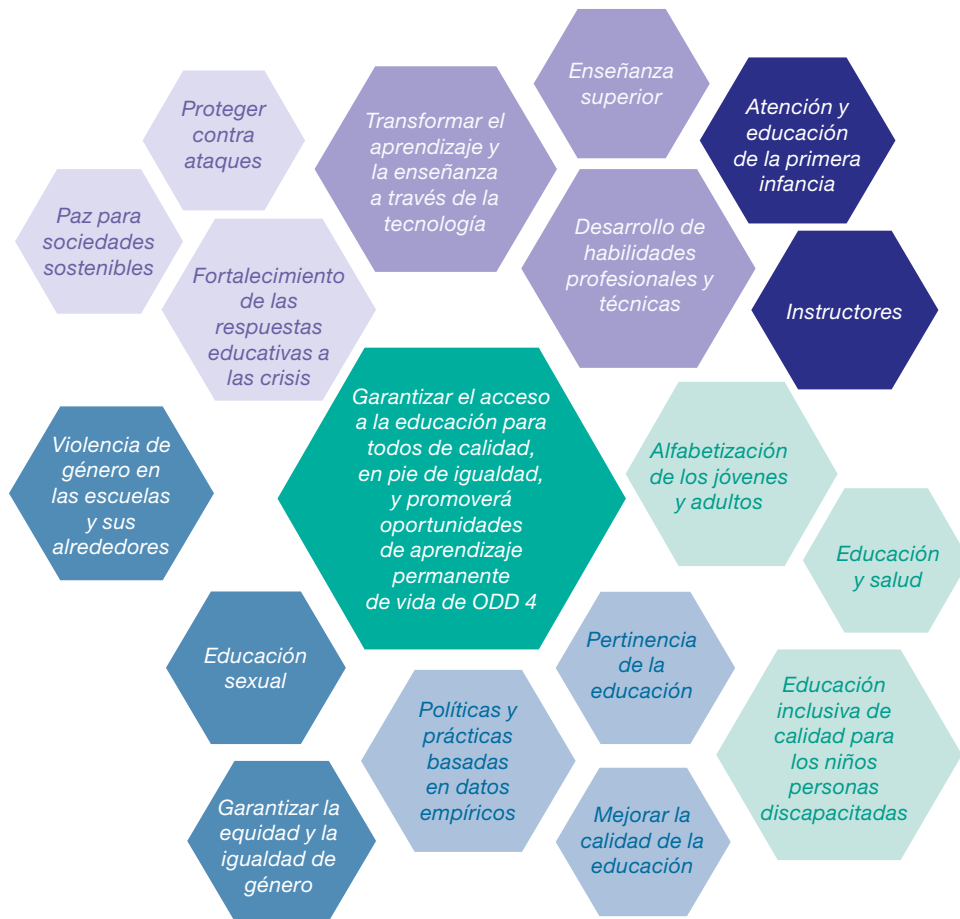 Enseñanza
superior
Proteger
contra
ataques
Transformar el
aprendizaje y
la enseñanza
a través de la
tecnología
Atención y
educación
de la primera
infancia
Paz para
sociedades
sostenibles
Desarrollo de
habilidades
profesionales y
técnicas
Fortalecimiento
de las
respuestas
educativas a
las crisis
Instructores
Garantizar el acceso
a la educación para
todos de calidad,
en pie de igualdad,
y promoverá
oportunidades
de aprendizaje
permanente
de vida de ODD 4
Violencia de
género en
las escuelas
y sus
alrededores
Alfabetización
de los jóvenes
y adultos
Educación
y salud
Educación
sexual
Pertinencia
de la
educación
Políticas y
prácticas
basadas
en datos
empíricos
Educación
inclusiva de
calidad para
los niños
personas
discapacitadas
Garantizar la
equidad y la
igualdad de
género
Mejorar la
calidad de la
educación